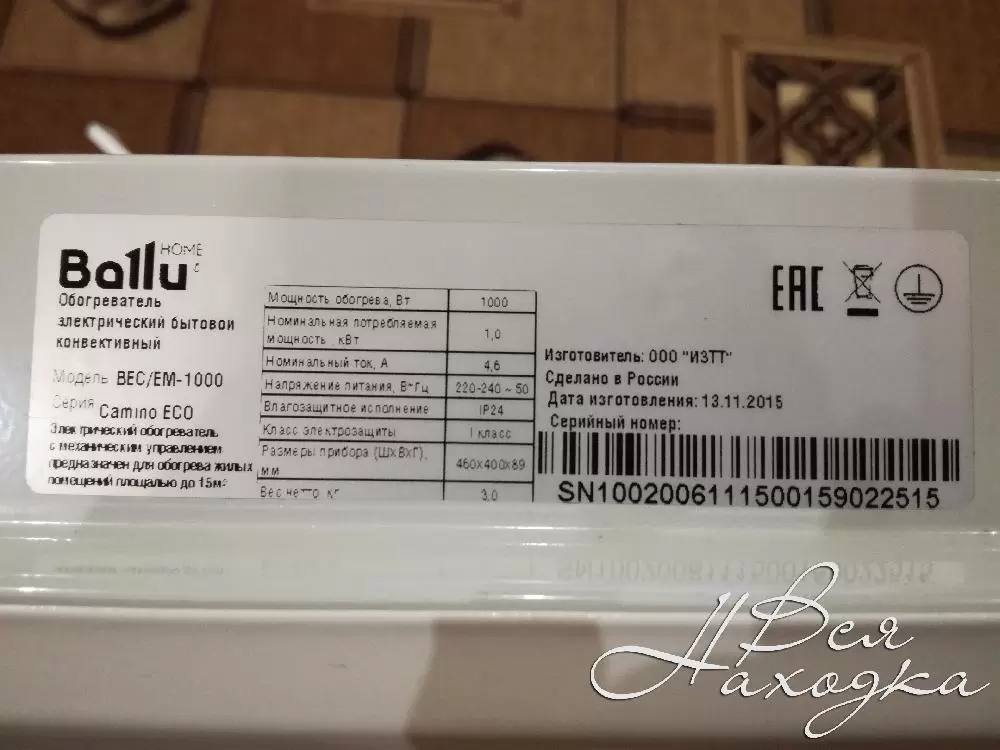 Ballu HOME
Обогреватель
электрический бытовой
конвективный
Модель BEC/EM-1000
Серия Camino ECO
Электрический обогреватель
с механическим управлением
предназначен для обогрева жилых
помещений площалью до 15м²
Мощность обогрева, Вт 1000
Номинальная потребляемая
мощность, кВт 1,0
Номинальный ток, А 4,6
Напряжение питания, В~Гц 220-240 ~ 50
Влагозащитное исполнение IP24
Класс электрозащиты I класс
Размеры прибора (ШхВхГ),
мм 460x400x89
Вес нетто, кг 3,0
EAC
Изготовитель: ООО "ИЗТТ"
Сделано в России
Дата изготовления: 13.11.2015
Серийный номер:
SN1002006111500159022515
Вся
Находка